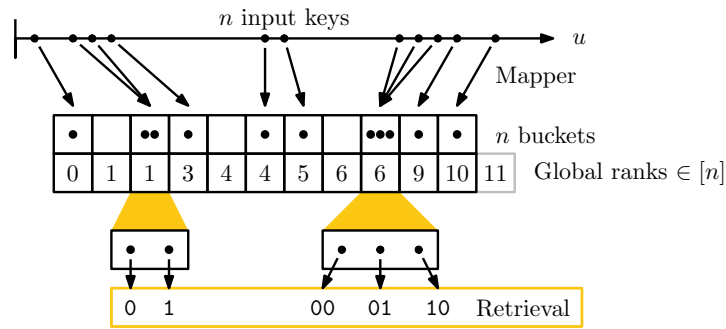 n input keys
u
Mapper
n buckets
0 1 1 3 4 4 5 6 6 9 10 11 Global ranks ∈ [n]
0 1 00 01 10 Retrieval